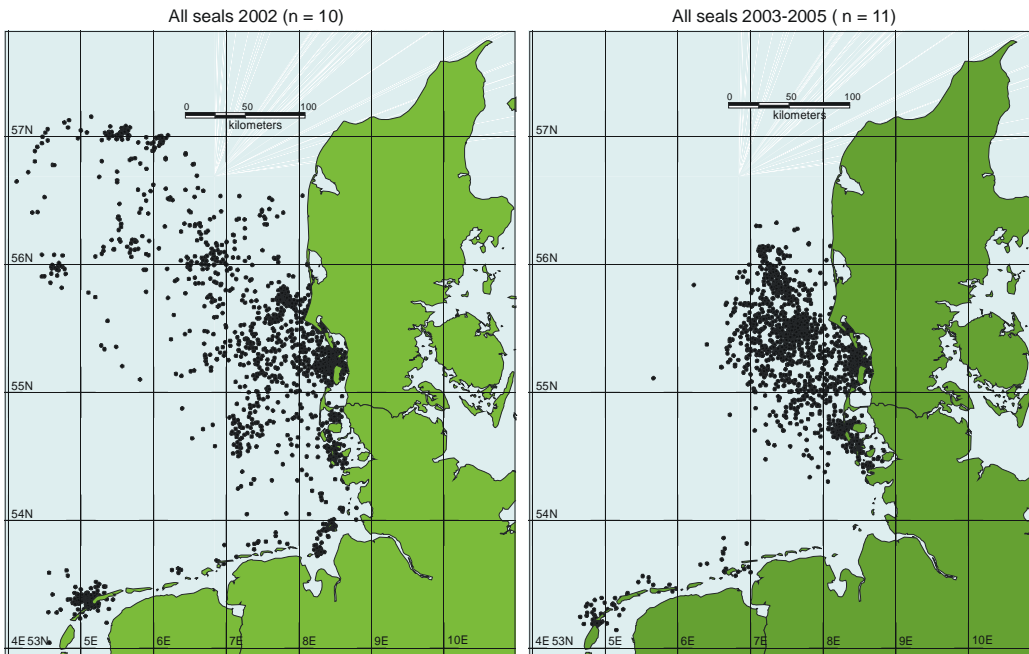 All seals 2002 (n = 10)
0 50 100
kilometers
57N
56N
55N
54N
4E 53N 5E 6E 7E 8E 9E 10E
All seals 2003-2005 ( n = 11)
0 50 100
kilometers
57N
56N
55N
54N
4E 53N 5E 6E 7E 8E 9E 10E